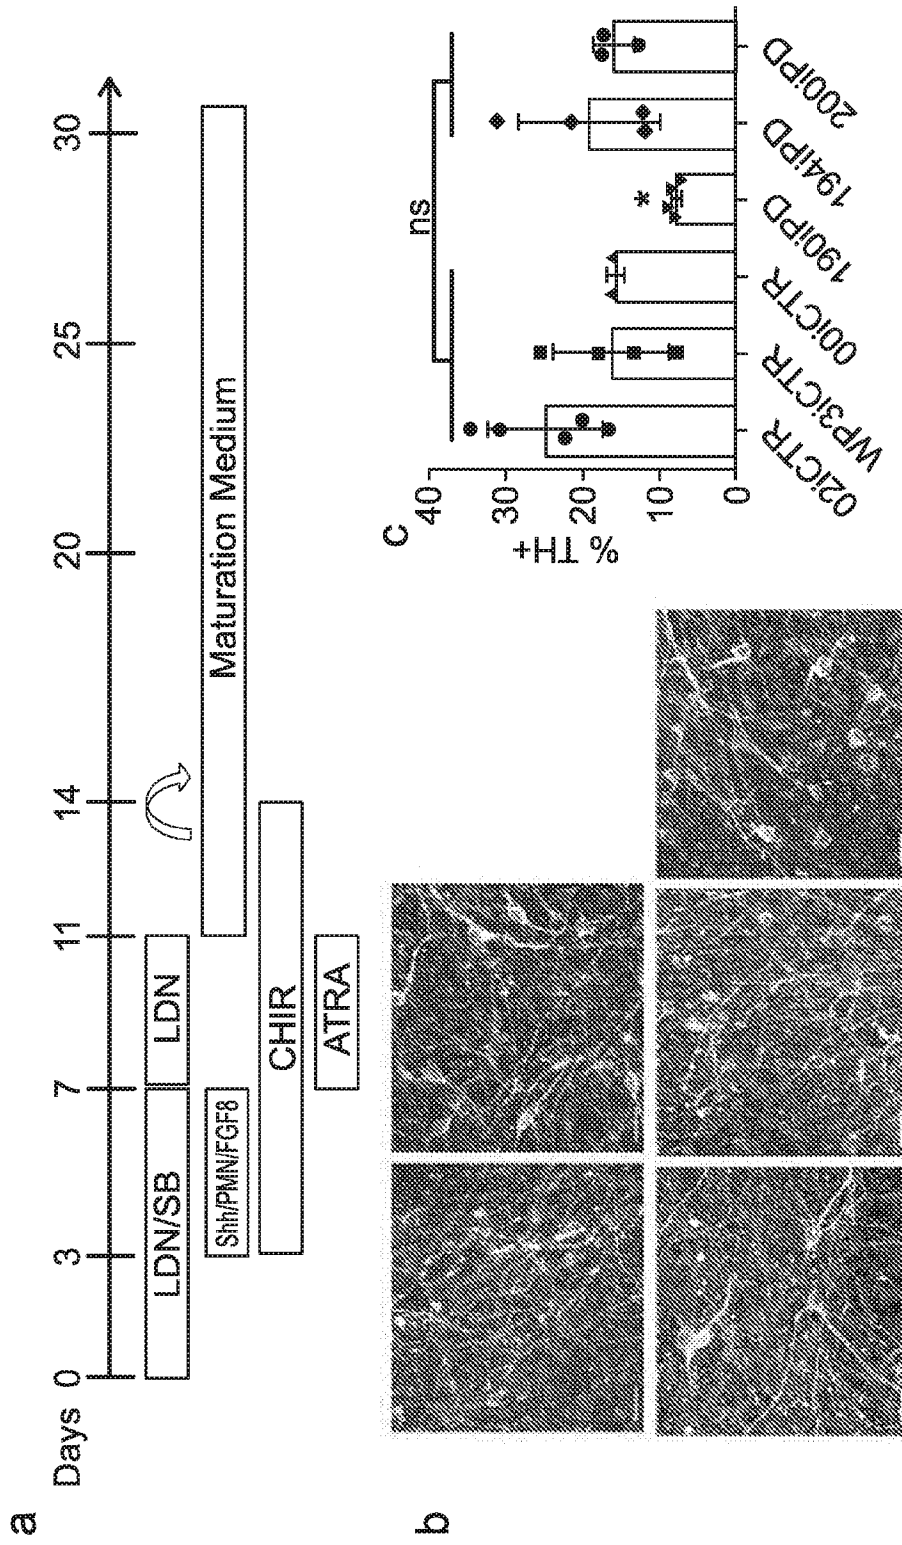 a
Days 0 3 7 11 14 20 25 30
LDN/SB LDN
Shh/PMN/FGF8 Maturation Medium
CHIR
ATRA
b
c
% TH+
40
30
20
10
0
ns
*
02iCTR
WP3iCTR
00iCTR
190iPD
194iPD
200iPD